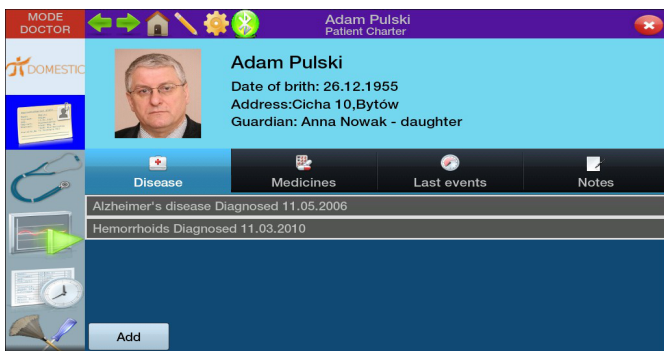 MODE
DOCTOR
Adam Pulski
Patient Charter
DOMESTIC
Adam Pulski
Date of brith: 26.12.1955
Address:Cicha 10,Bytów
Guardian: Anna Nowak - daughter
Disease
Medicines
Last events
Notes
Alzheimer's disease Diagnosed 11.05.2006
Hemorrhoids Diagnosed 11.03.2010
Add